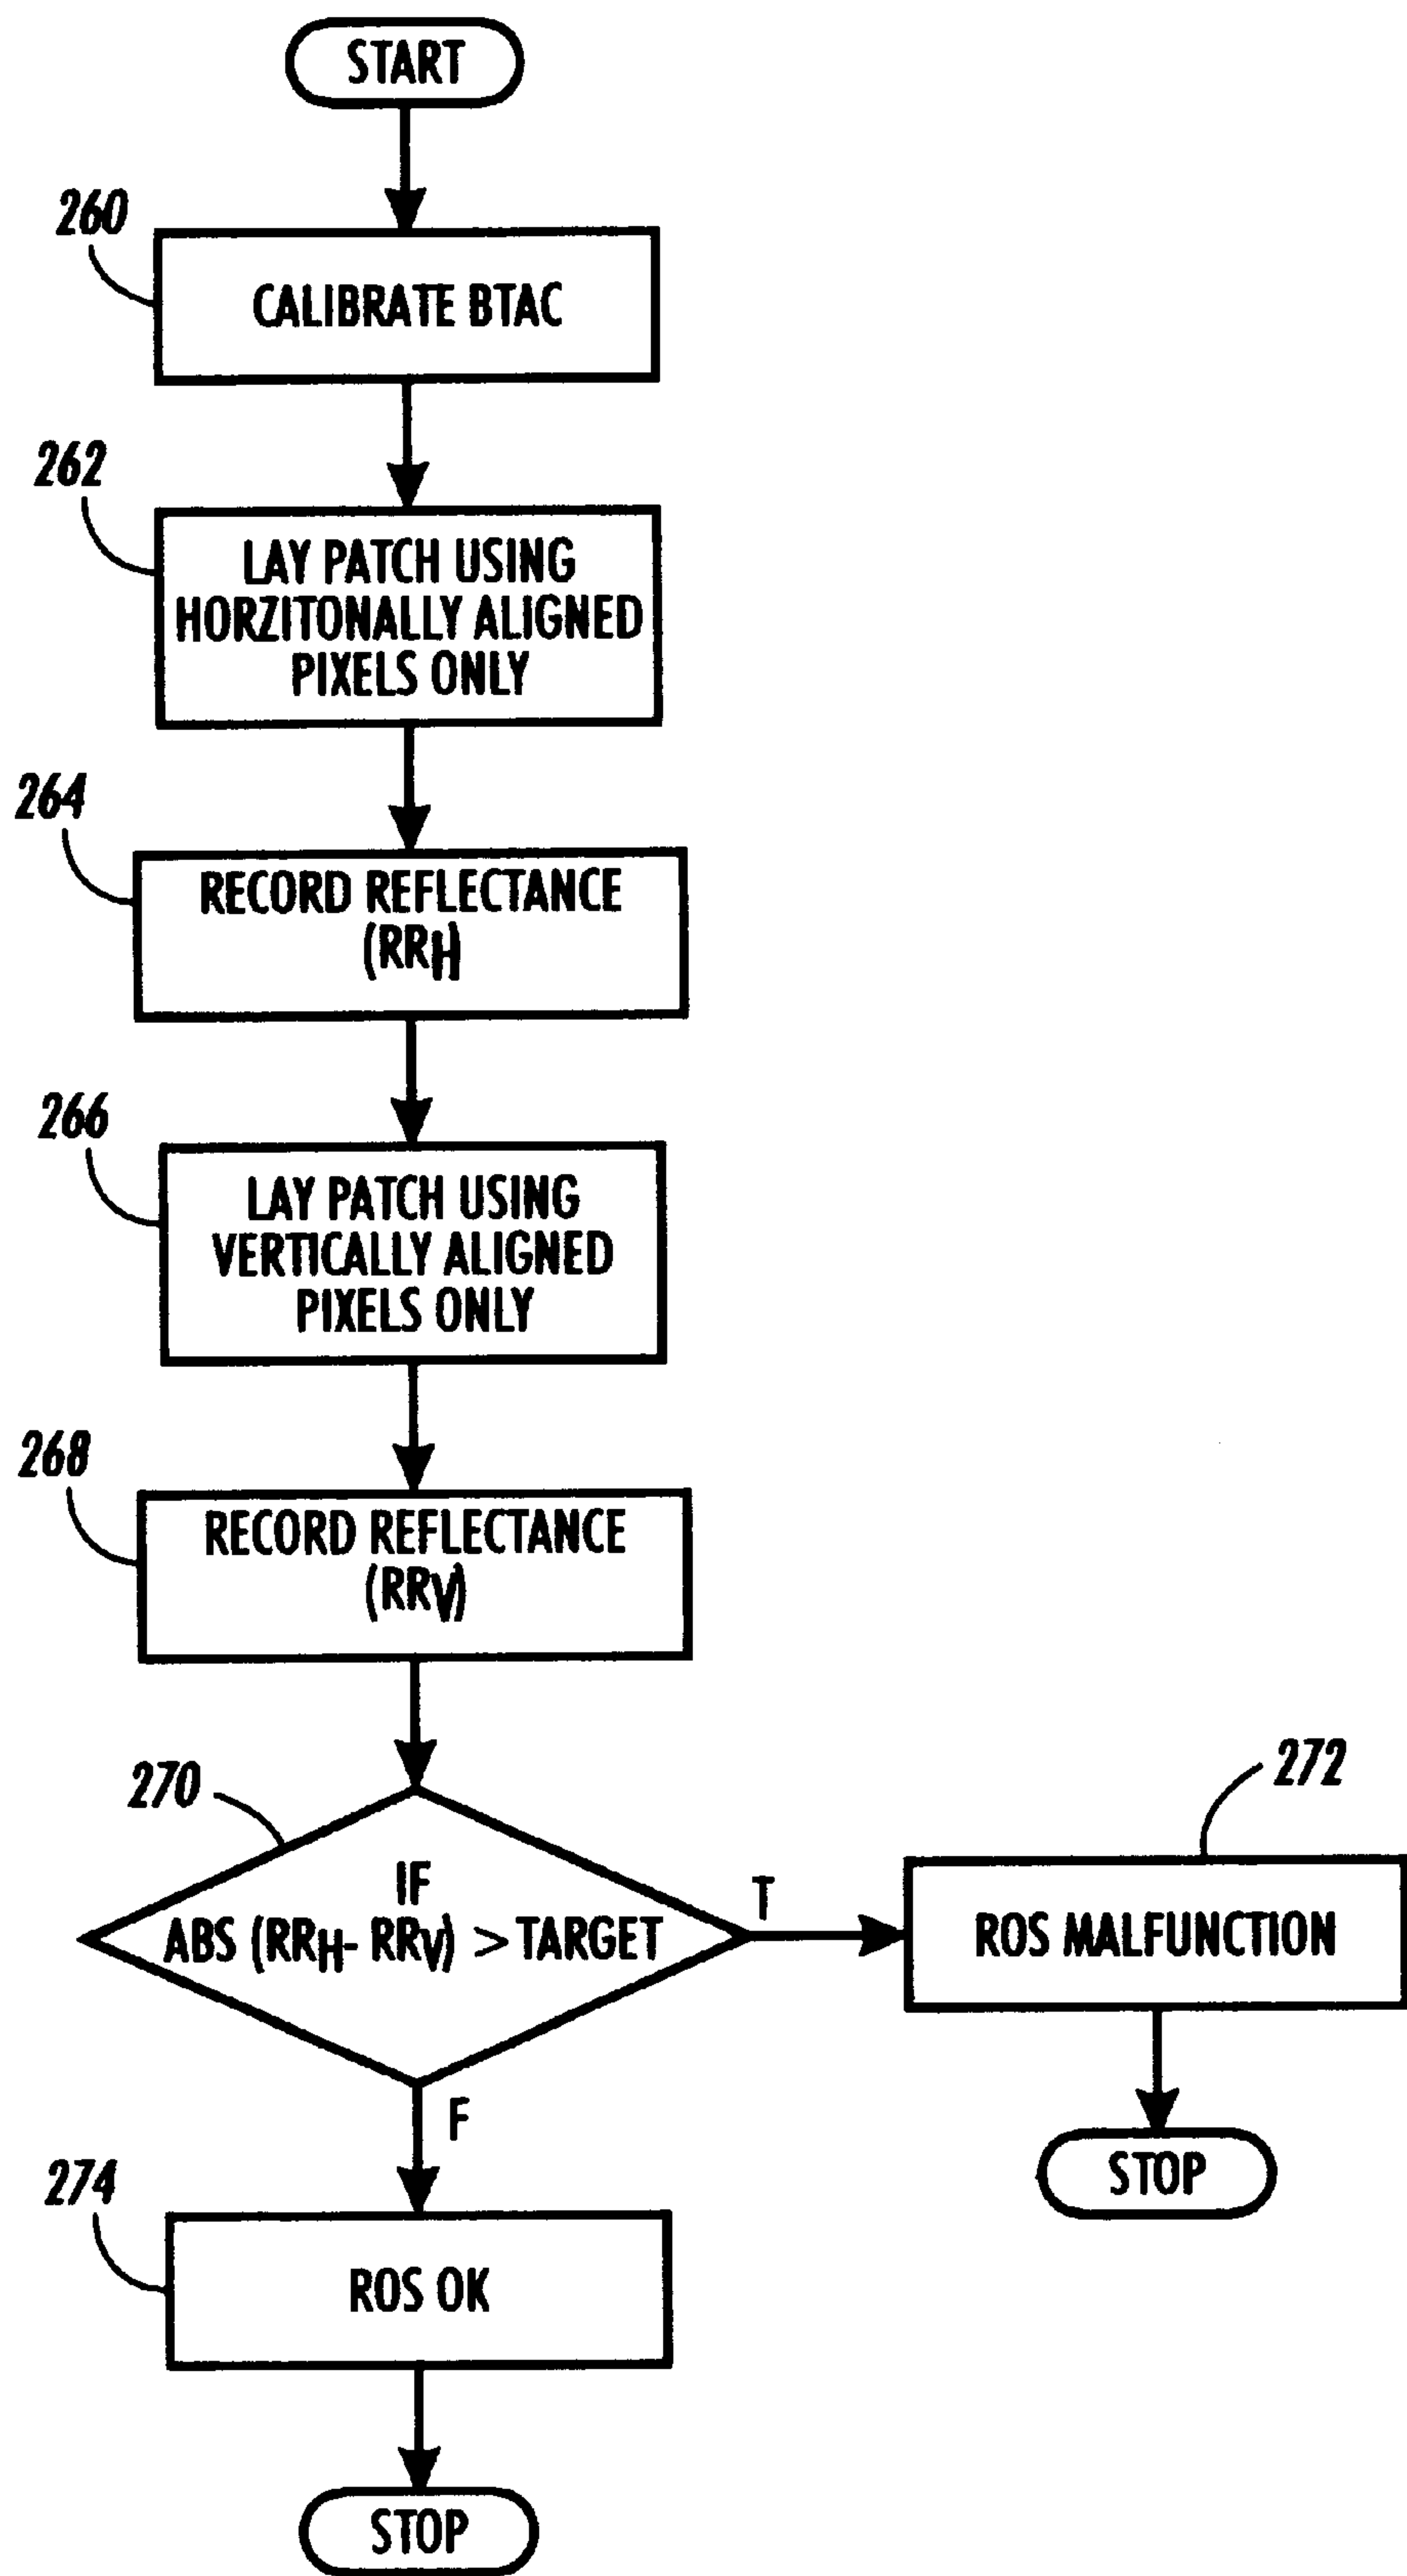 START
260
CALIBRATE BTAC
262
LAY PATCH USING
HORZITONALLY ALIGNED
PIXELS ONLY
264
RECORD REFLECTANCE
(RRH)
266
LAY PATCH USING
VERTICALLY ALIGNED
PIXELS ONLY
268
RECORD REFLECTANCE
(RRV)
270
IF
ABS (RRH- RRV) > TARGET
T
272
ROS MALFUNCTION
STOP
F
274
ROS OK
STOP